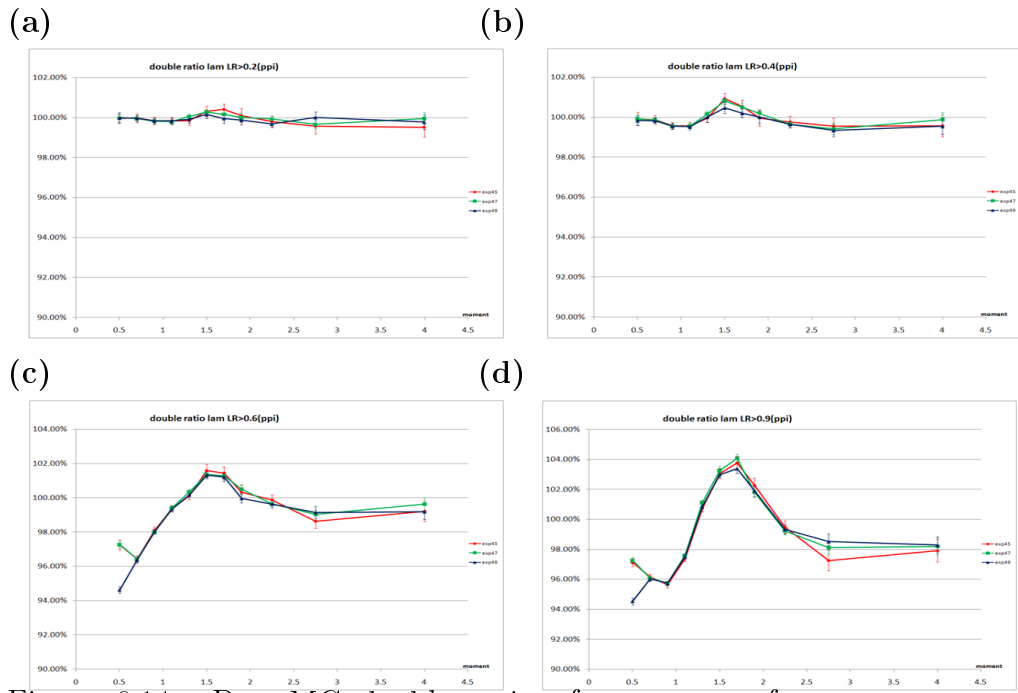 (a)
double ratio lam LR>0.2(ppi)
102.00%
100.00%
98.00%
96.00%
94.00%
92.00%
90.00%
0 0.5 1 1.5 2 2.5 3 3.5 4 4.5
moment
exp45
exp47
exp49
(b)
double ratio lam LR>0.4(ppi)
102.00%
100.00%
98.00%
96.00%
94.00%
92.00%
90.00%
0 0.5 1 1.5 2 2.5 3 3.5 4 4.5
moment
exp45
exp47
exp49
(c)
double ratio lam LR>0.6(ppi)
104.00%
102.00%
100.00%
98.00%
96.00%
94.00%
92.00%
90.00%
0 0.5 1 1.5 2 2.5 3 3.5 4 4.5
moment
exp45
exp47
exp49
(d)
double ratio lam LR>0.9(ppi)
106.00%
104.00%
102.00%
100.00%
98.00%
96.00%
94.00%
92.00%
90.00%
0 0.5 1 1.5 2 2.5 3 3.5 4 4.5
moment
exp45
exp47
exp49